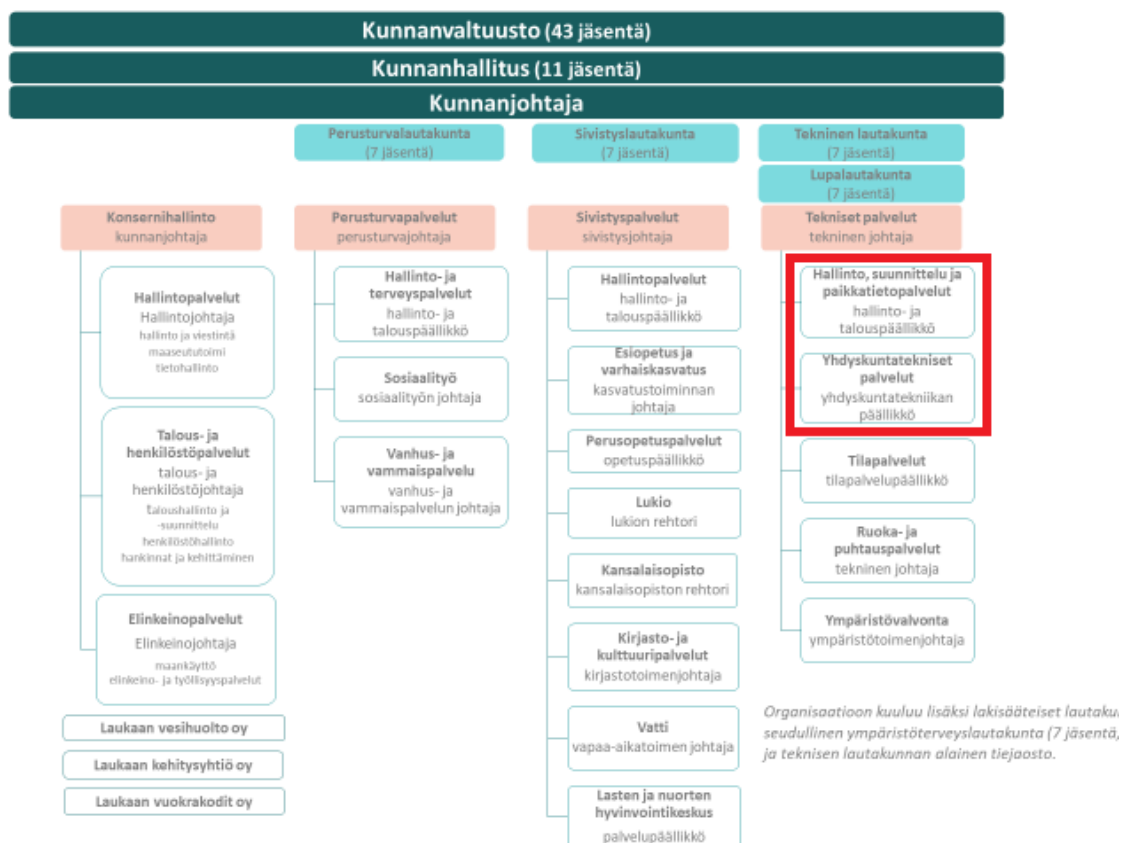 Kunnanvaltuusto (43 jäsentä)
Kunnanhallitus (11 jäsentä)
Kunnanjohtaja
Perusturvalautakunta
(7 jäsentä)
Sivistyslautakunta
(7 jäsentä)
Tekninen lautakunta
(7 jäsentä)
Lupalautakunta
(7 jäsentä)
Konsernihallinto
kunnanjohtaja
Hallintopalvelut
Hallintojohtaja
hallinto ja viestintä
maaseututoimi
tietohallinto
Talous- ja
henkilöstöpalvelut
talous- ja
henkilöstöjohtaja
taloushallinto ja
-suunnittelu
henkilöstöhallinto
hankinnat ja kehittäminen
Elinkeinopalvelut
Elinkeinojohtaja
maankäyttö
elinkeino- ja työllisyyspalvelut
Laukaan vesihuolto oy
Laukaan kehitysyhtiö oy
Laukaan vuokrakodit oy
Perusturvapalvelut
perusturvajohtaja
Hallinto- ja
terveyspalvelut
hallinto- ja
talouspäällikkö
Sosiaalityö
sosiaalityön johtaja
Vanhus- ja
vammaispalvelu
vanhus- ja
vammaispalvelun johtaja
Sivistyspalvelut
sivistysjohtaja
Hallintopalvelut
hallinto- ja
talouspäällikkö
Esiopetus ja
varhaiskasvatus
kasvatustoiminnan
johtaja
Perusopetuspalvelut
opetuspäällikkö
Lukio
lukion rehtori
Kansalaisopisto
kansalaisopiston rehtori
Kirjasto- ja
kulttuuripalvelut
kirjastotoimenjohtaja
Vatti
vapaa-aikatoimen johtaja
Lasten ja nuorten
hyvinvointikeskus
palvelupäällikkö
Tekniset palvelut
tekninen johtaja
Hallinto, suunnittelu ja
paikkatietopalvelut
hallinto- ja
talouspäällikkö
Yhdyskuntatekniset
palvelut
yhdyskuntatekniikan
päällikkö
Tilapalvelut
tilapalvelupäällikkö
Ruoka- ja
puhtauspalvelut
tekninen johtaja
Ympäristövalvonta
ympäristötoimenjohtaja
Organisaatioon kuuluu lisäksi lakisääteiset lautaku
seudullinen ympäristöterveyslautakunta (7 jäsentä,
ja teknisen lautakunnan alainen tiejaosto.